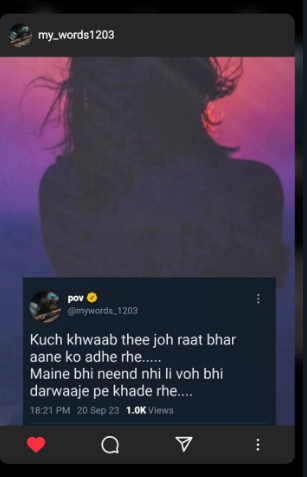 my_words1203
pov
@mywords_1203
Kuch khwaab thee joh raat bhar
aane ko adhe rhe.....
Maine bhi neend nhi li voh bhi
darwaaje pe khade rhe....
18:21 PM 20 Sep 23 1.0K Views